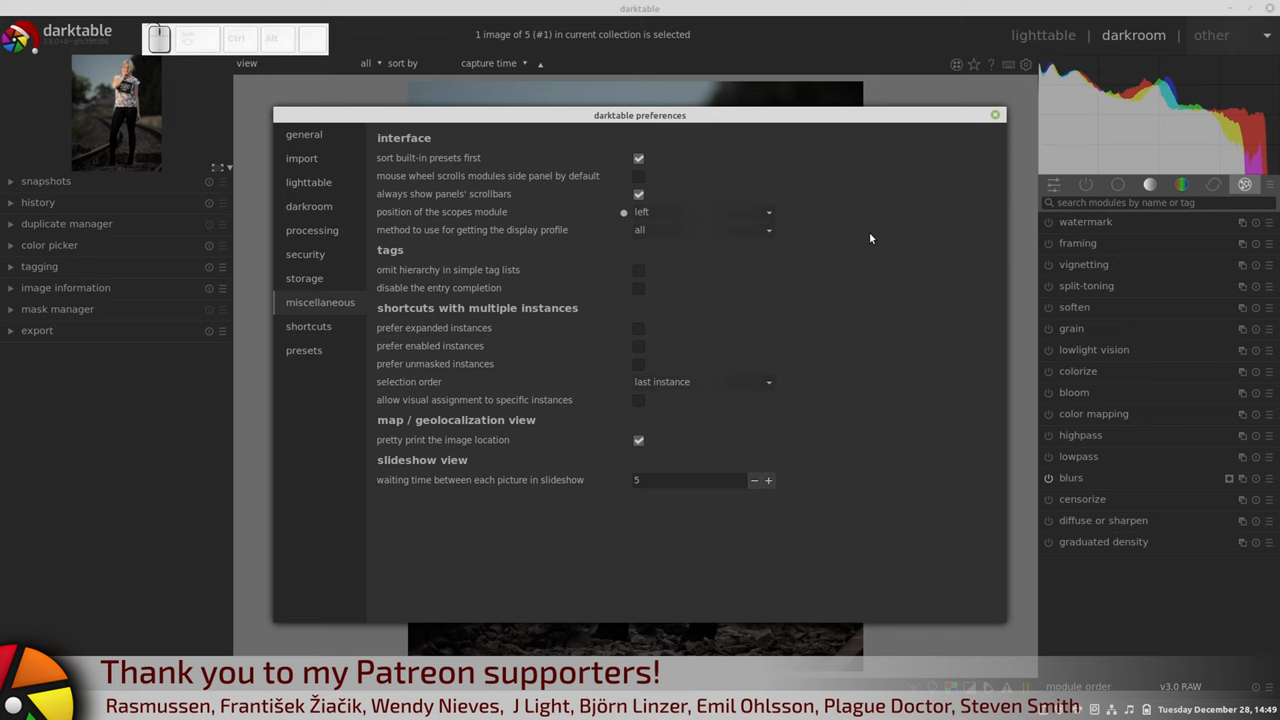 darktable
darktable
Ctrl
Alt
1 image of 5 (#1) in current collection is selected
lighttable
darkroom
other
view
all
sort by
capture time
snapshots
history
duplicate manager
color picker
tagging
image information
mask manager
export
darktable preferences
general
import
lighttable
darkroom
processing
security
storage
miscellaneous
shortcuts
presets
interface
sort built-in presets first
mouse wheel scrolls modules side panel by default
always show panels' scrollbars
position of the scopes module left
method to use for getting the display profile all
tags
omit hierarchy in simple tag lists
disable the entry completion
shortcuts with multiple instances
prefer expanded instances
prefer enabled instances
prefer unmasked instances
selection order last instance
allow visual assignment to specific instances
map / geolocalization view
pretty print the image location
slideshow view
waiting time between each picture in slideshow 5
search modules by name or tag
watermark
framing
vignetting
split-toning
soften
grain
lowlight vision
colorize
bloom
color mapping
highpass
lowpass
blurs
censorize
diffuse or sharpen
graduated density
module order v3.0 RAW
Thank you to my Patreon supporters!
Rasmussen, František Žiačik, Wendy Nieves, J Light, Björn Linzer, Emil Ohlsson, Plague Doctor, Steven Smith
Tuesday December 28, 14:49